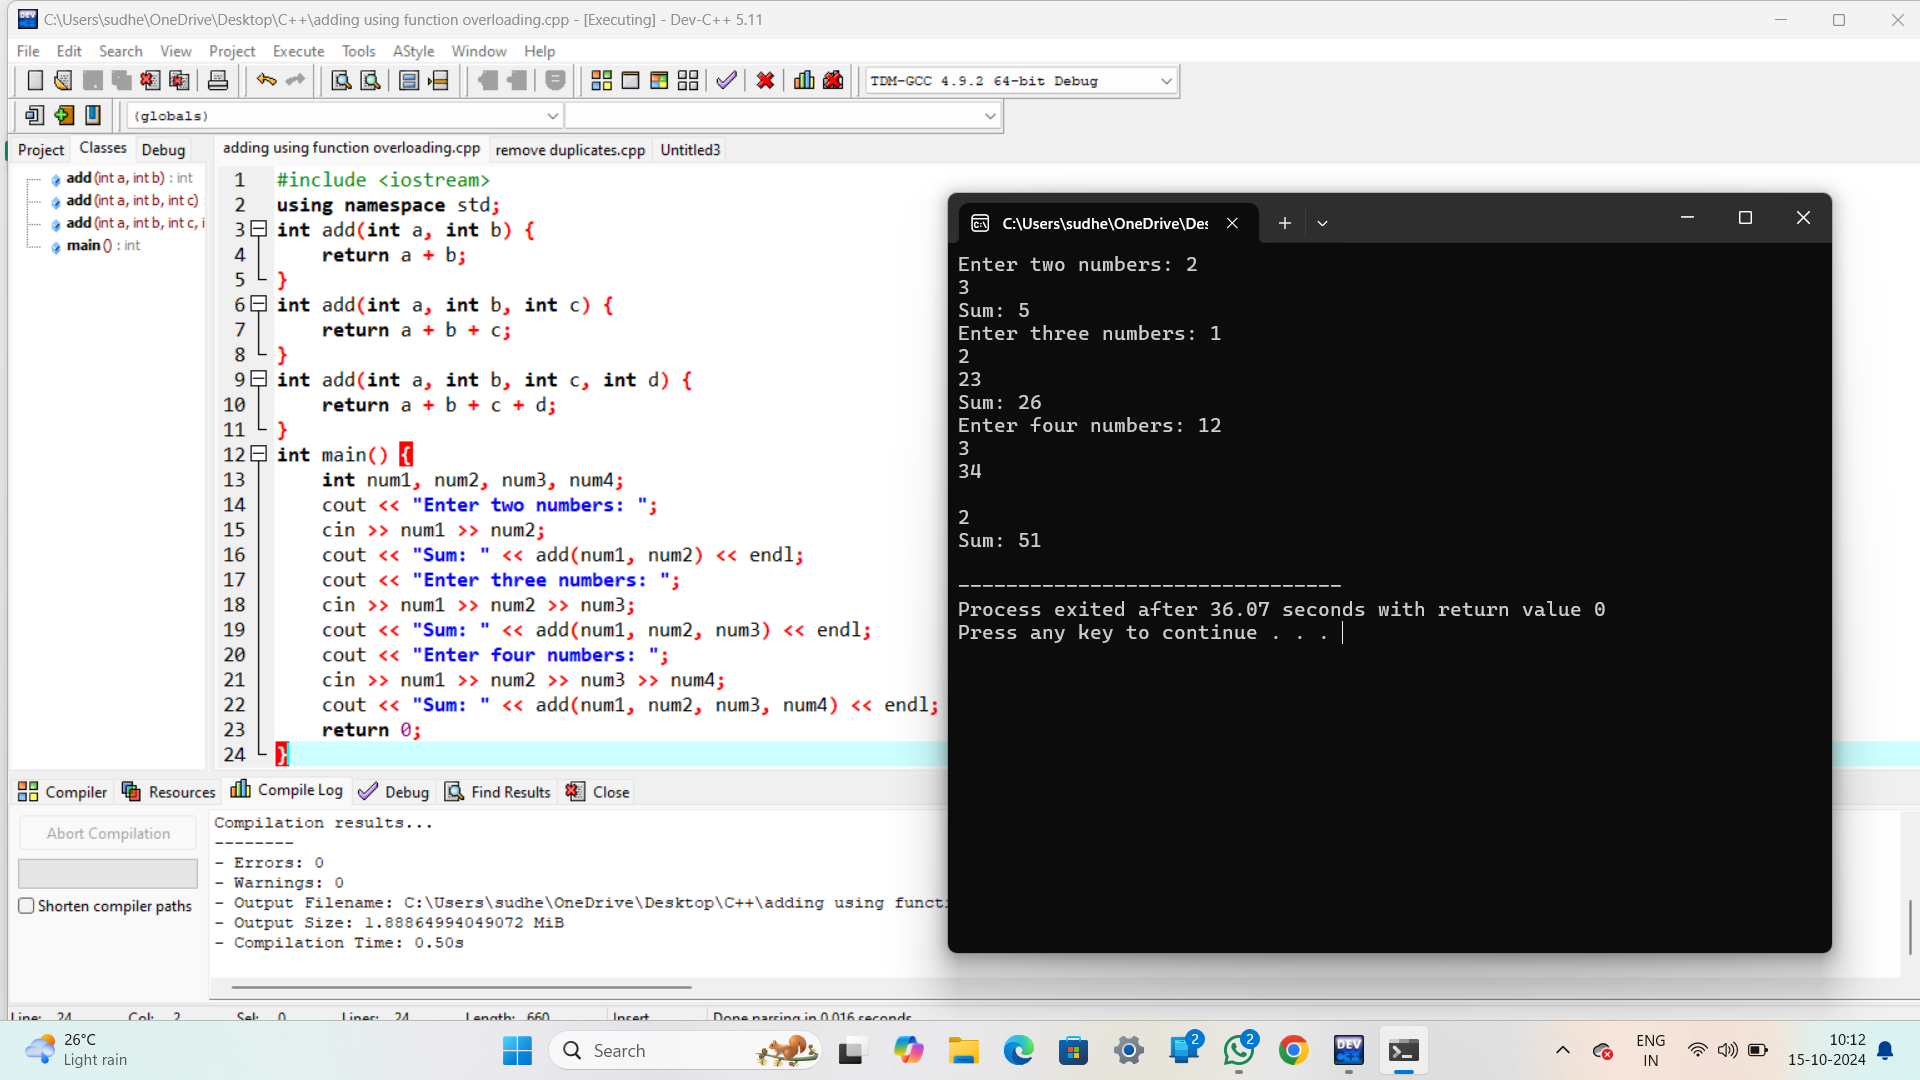 C:\Users\sudhe\OneDrive\Desktop\C++\adding using function overloading.cpp - [Executing] - Dev-C++ 5.11
File Edit Search View Project Execute Tools AStyle Window Help
TDM-GCC 4.9.2 64-bit Debug
(globals)
Project Classes Debug
adding using function overloading.cpp remove duplicates.cpp Untitled3
add (int a, int b) : int
add (int a, int b, int c)
add (int a, int b, int c, i
main () : int
1 #include <iostream>
2 using namespace std;
3 int add(int a, int b) {
4 return a + b;
5 }
6 int add(int a, int b, int c) {
7 return a + b + c;
8 }
9 int add(int a, int b, int c, int d) {
10 return a + b + c + d;
11 }
12 int main() {
13 int num1, num2, num3, num4;
14 cout << "Enter two numbers: ";
15 cin >> num1 >> num2;
16 cout << "Sum: " << add(num1, num2) << endl;
17 cout << "Enter three numbers: ";
18 cin >> num1 >> num2 >> num3;
19 cout << "Sum: " << add(num1, num2, num3) << endl;
20 cout << "Enter four numbers: ";
21 cin >> num1 >> num2 >> num3 >> num4;
22 cout << "Sum: " << add(num1, num2, num3, num4) << endl;
23 return 0;
24 }
C:\Users\sudhe\OneDrive\Des
Enter two numbers: 2
3
Sum: 5
Enter three numbers: 1
2
23
Sum: 26
Enter four numbers: 12
3
34
2
Sum: 51
--------------------------------
Process exited after 36.07 seconds with return value 0
Press any key to continue . . .
Compiler Resources Compile Log Debug Find Results Close
Abort Compilation
Shorten compiler paths
Compilation results...
--------
- Errors: 0
- Warnings: 0
- Output Filename: C:\Users\sudhe\OneDrive\Desktop\C++\adding using functi
- Output Size: 1.88864994049072 MiB
- Compilation Time: 0.50s
Line: 24 Col: 2 Sel: 0 Lines: 24 Length: 660 Insert Done parsing in 0.016 seconds
26°C
Light rain
Search
2
2
DEV
C++
ENG
IN
10:12
15-10-2024